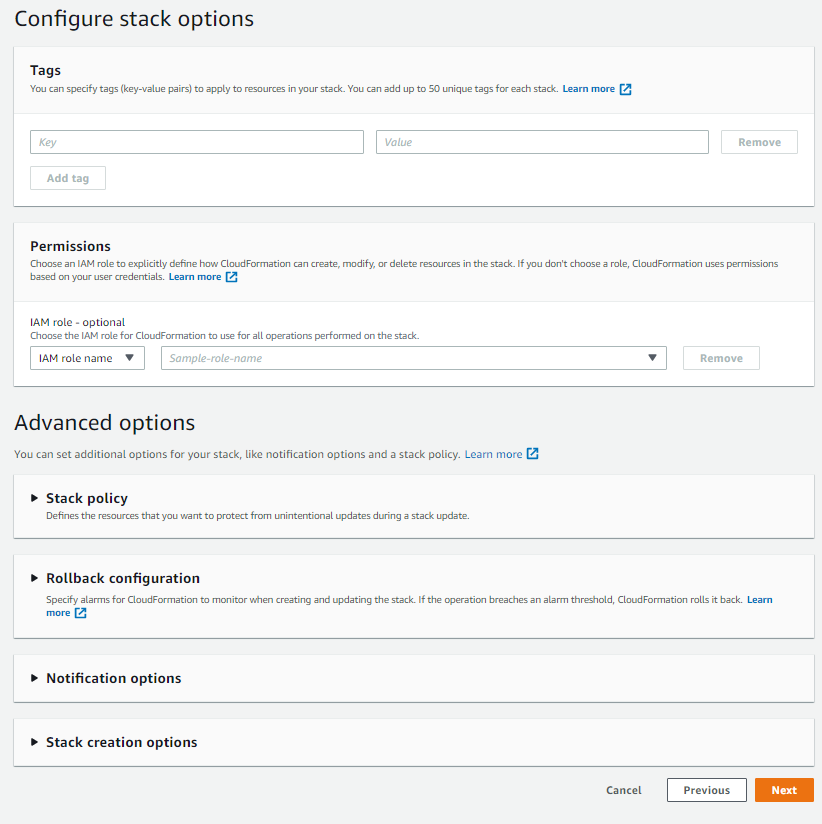 Configure stack options
Tags
You can specify tags (key-value pairs) to apply to resources in your stack. You can add up to 50 unique tags for each stack. Learn more
Key
Value
Remove
Add tag
Permissions
Choose an IAM role to explicitly define how CloudFormation can create, modify, or delete resources in the stack. If you don't choose a role, CloudFormation uses permissions
based on your user credentials. Learn more
IAM role - optional
Choose the IAM role for CloudFormation to use for all operations performed on the stack.
IAM role name
Sample-role-name
Remove
Advanced options
You can set additional options for your stack, like notification options and a stack policy. Learn more
Stack policy
Defines the resources that you want to protect from unintentional updates during a stack update.
Rollback configuration
Specify alarms for CloudFormation to monitor when creating and updating the stack. If the operation breaches an alarm threshold, CloudFormation rolls it back. Learn
more
Notification options
Stack creation options
Cancel
Previous
Next